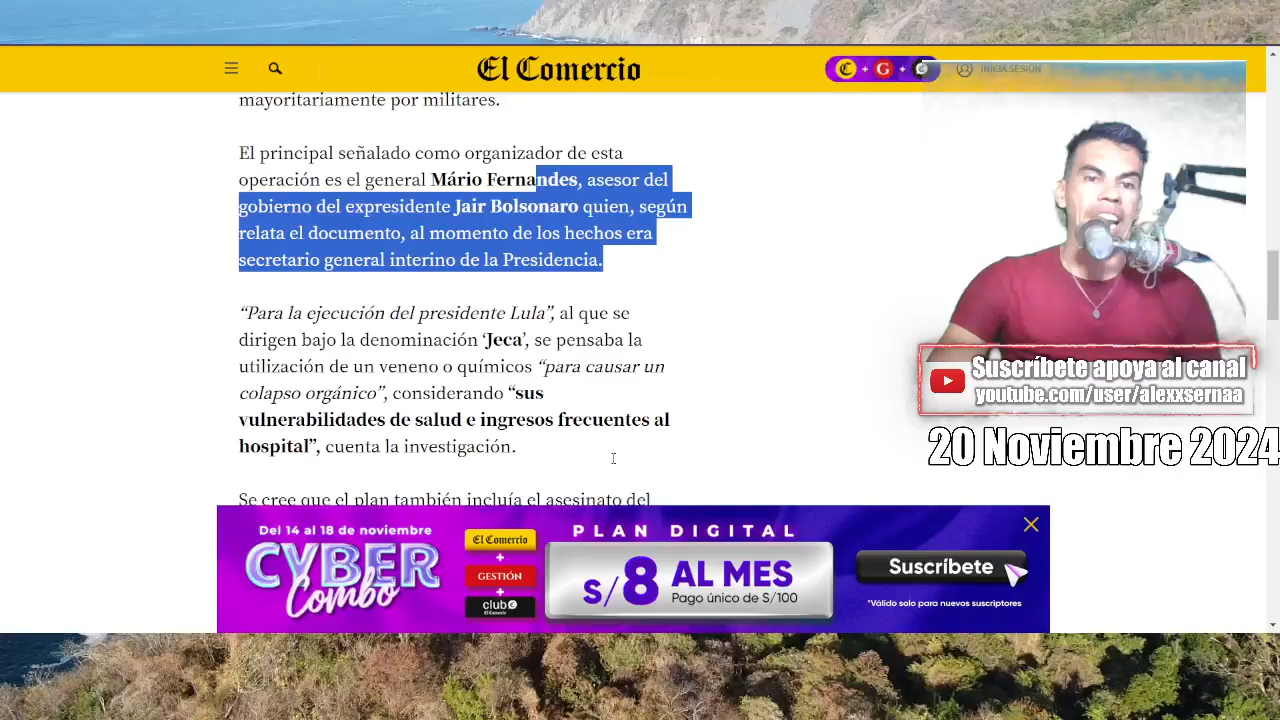 El Comercio
C + G +
INICIA SESIÓN
mayoritariamente por militares.
El principal señalado como organizador de esta
operación es el general Mário Fernandes, asesor del
gobierno del expresidente Jair Bolsonaro quien, según
relata el documento, al momento de los hechos era
secretario general interino de la Presidencia.
“Para la ejecución del presidente Lula”, al que se
dirigen bajo la denominación ‘Jeca’, se pensaba la
utilización de un veneno o químicos “para causar un
colapso orgánico”, considerando “sus
vulnerabilidades de salud e ingresos frecuentes al
hospital”, cuenta la investigación.
Se cree que el plan también incluía el asesinato del
Suscríbete apoya al canal
youtube.com/user/alexxsernaa
20 Noviembre 2024
Del 14 al 18 de noviembre
CYBER
Combo
El Comercio
+
GESTIÓN
+
club
El Comercio
PLAN DIGITAL
S/8 AL MES
Pago único de S/100
Suscríbete
*Válido solo para nuevos suscriptores